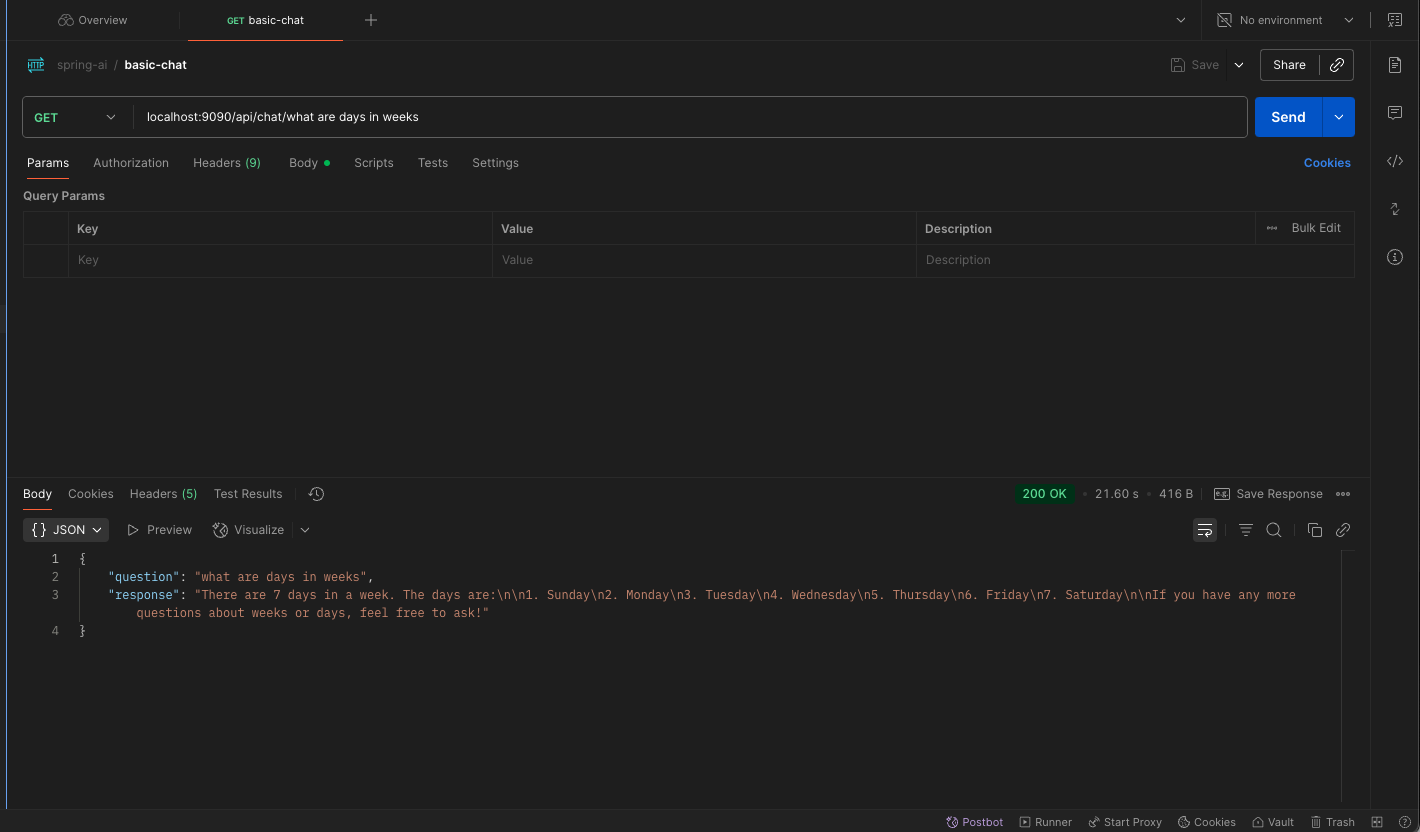 Overview
GET basic-chat
No environment
HTTP spring-ai / basic-chat
Save
Share
GET
localhost:9090/api/chat/what are days in weeks
Send
Params Authorization Headers (9) Body Scripts Tests Settings Cookies
Query Params
Key Value Description Bulk Edit
Key Value Description
Body Cookies Headers (5) Test Results 200 OK 21.60 s 416 B e.g. Save Response
{} JSON Preview Visualize
1 {
2 "question": "what are days in weeks",
3 "response": "There are 7 days in a week. The days are:\n\n1. Sunday\n2. Monday\n3. Tuesday\n4. Wednesday\n5. Thursday\n6. Friday\n7. Saturday\n\nIf you have any more
questions about weeks or days, feel free to ask!"
4 }
Postbot Runner Start Proxy Cookies Vault Trash